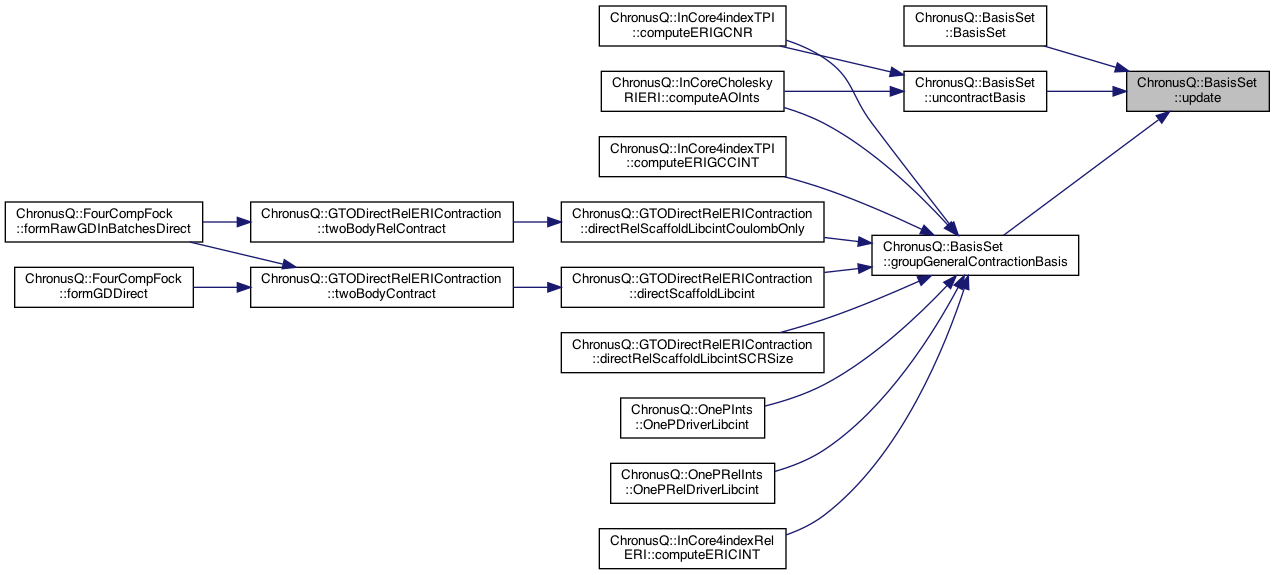 ChronusQ::InCore4indexTPI
::computeERIGCNR
ChronusQ::BasisSet
::BasisSet
ChronusQ::InCoreCholesky
RIERI::computeAOInts
ChronusQ::BasisSet
::uncontractBasis
ChronusQ::BasisSet
::update
ChronusQ::InCore4indexTPI
::computeERIGCCINT
ChronusQ::FourCompFock
::formRawGDInBatchesDirect
ChronusQ::GTODirectRelERIContraction
::twoBodyRelContract
ChronusQ::GTODirectRelERIContraction
::directRelScaffoldLibcintCoulombOnly
ChronusQ::BasisSet
::groupGeneralContractionBasis
ChronusQ::FourCompFock
::formGDDirect
ChronusQ::GTODirectRelERIContraction
::twoBodyContract
ChronusQ::GTODirectRelERIContraction
::directScaffoldLibcint
ChronusQ::GTODirectRelERIContraction
::directRelScaffoldLibcintSCRSize
ChronusQ::OnePInts
::OnePDriverLibcint
ChronusQ::OnePRelInts
::OnePRelDriverLibcint
ChronusQ::InCore4indexRel
ERI::computeERICINT